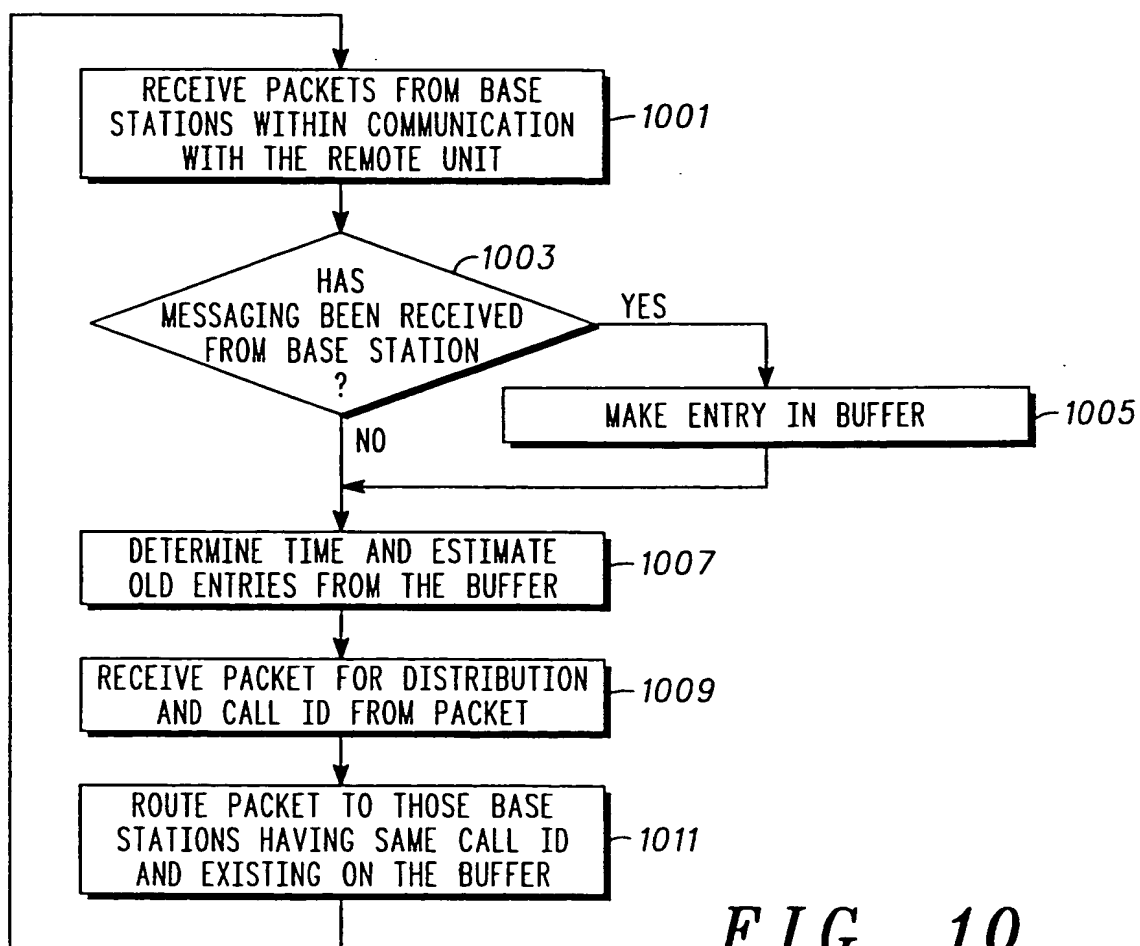 RECEIVE PACKETS FROM BASE
STATIONS WITHIN COMMUNICATION
WITH THE REMOTE UNIT
1001
HAS
MESSAGING BEEN RECEIVED
FROM BASE STATION
?
1003
YES
NO
MAKE ENTRY IN BUFFER
1005
DETERMINE TIME AND ESTIMATE
OLD ENTRIES FROM THE BUFFER
1007
RECEIVE PACKET FOR DISTRIBUTION
AND CALL ID FROM PACKET
1009
ROUTE PACKET TO THOSE BASE
STATIONS HAVING SAME CALL ID
AND EXISTING ON THE BUFFER
1011
FIG. 10